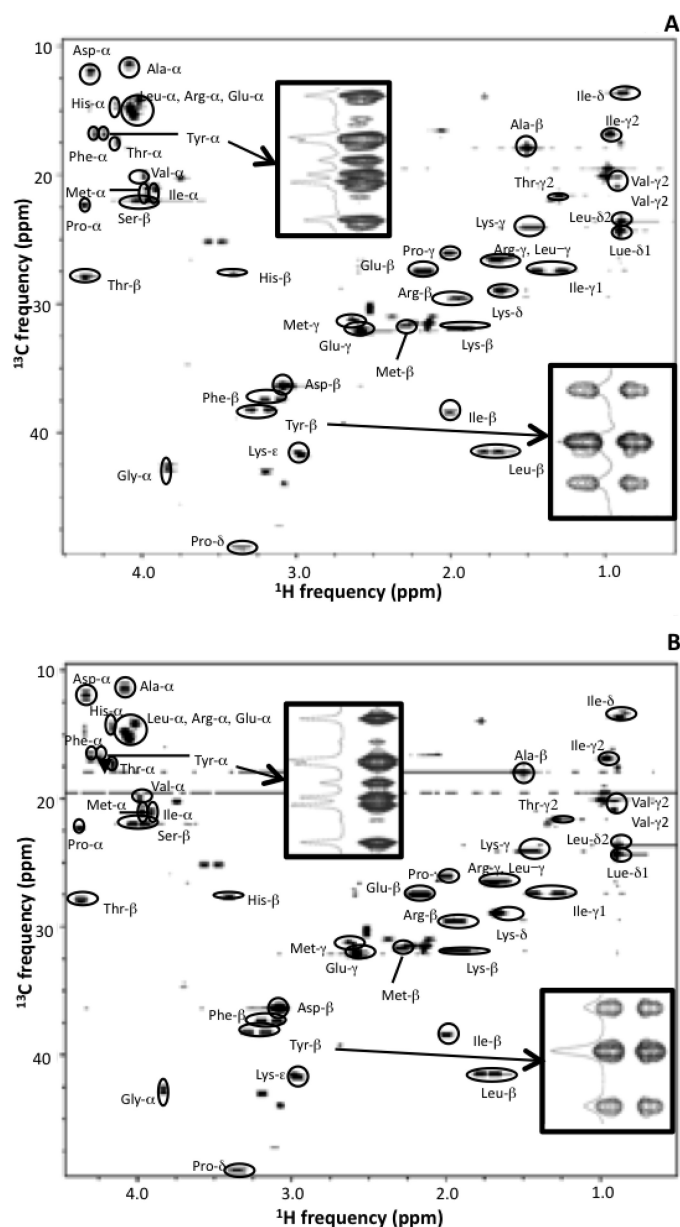 A
10
Asp-α
Ala-α
His-α
Leu-α, Arg-α, Glu-α
Ile-δ
Ile-γ2
Ala-β
Tyr-α
Phe-α
Thr-α
Val-α
20
Met-α
Ile-α
Val-γ2
Thr-γ2
Val-γ2
Pro-α
Ser-β
Lys-γ
Leu-δ2
Lue-δ1
Pro-γ
Arg-γ, Leu-γ
Glu-β
Thr-β
His-β
Ile-γ1
Arg-β
Lys-δ
30
Met-γ
Glu-γ
Lys-β
Met-β
Asp-β
Phe-β
Tyr-β
Ile-β
40
Lys-ε
Leu-β
Gly-α
Pro-δ
13C frequency (ppm)
4.0 3.0 2.0 1.0
1H frequency (ppm)
B
10
Asp-α
Ala-α
His-α
Leu-α, Arg-α, Glu-α
Ile-δ
Phe-α
Ile-γ2
Tyr-α
Thr-α
Ala-β
Val-α
20
Met-α
Ile-α
Thr-γ2
Val-γ2
Val-γ2
Pro-α
Ser-β
Lys-γ
Leu-δ2
Lue-δ1
Pro-γ
Arg-γ, Leu-γ
Glu-β
Thr-β
His-β
Ile-γ1
Arg-β
Lys-δ
30
Met-γ
Glu-γ
Lys-β
Met-β
Phe-β
Asp-β
Tyr-β
Ile-β
40
Lys-ε
Leu-β
Gly-α
Pro-δ
13C frequency (ppm)
4.0 3.0 2.0 1.0
1H frequency (ppm)